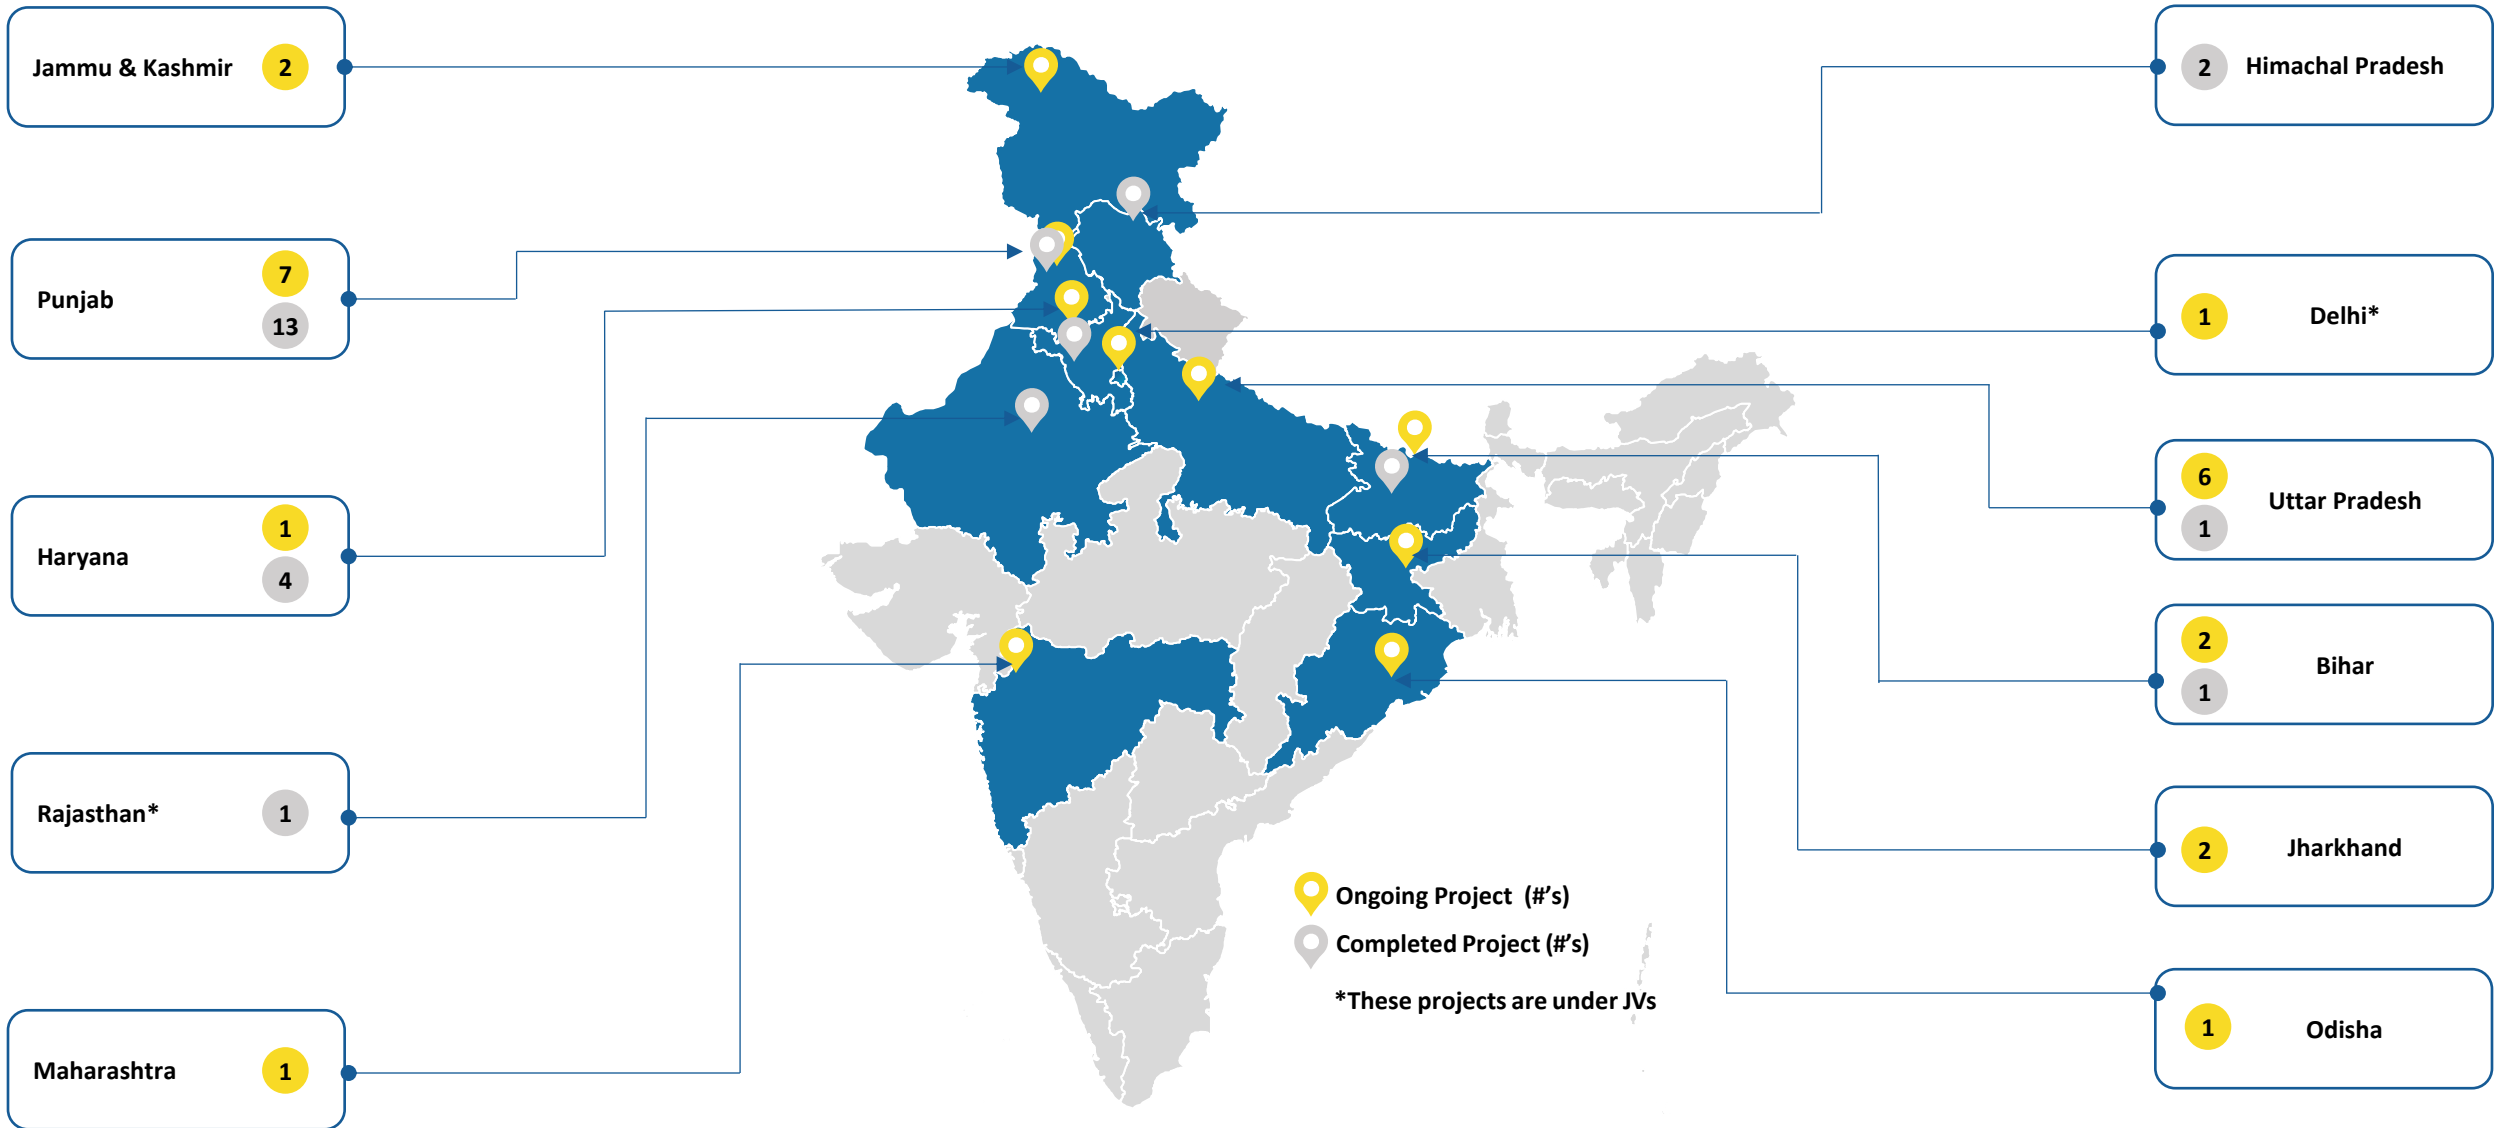 Jammu & Kashmir 2
Punjab 7
13
Haryana 1
4
Rajasthan* 1
Maharashtra 1
2 Himachal Pradesh
1 Delhi*
6
Uttar Pradesh
1
2
Bihar
1
2 Jharkhand
1 Odisha
Ongoing Project (#'s)
Completed Project (#'s)
*These projects are under JVs